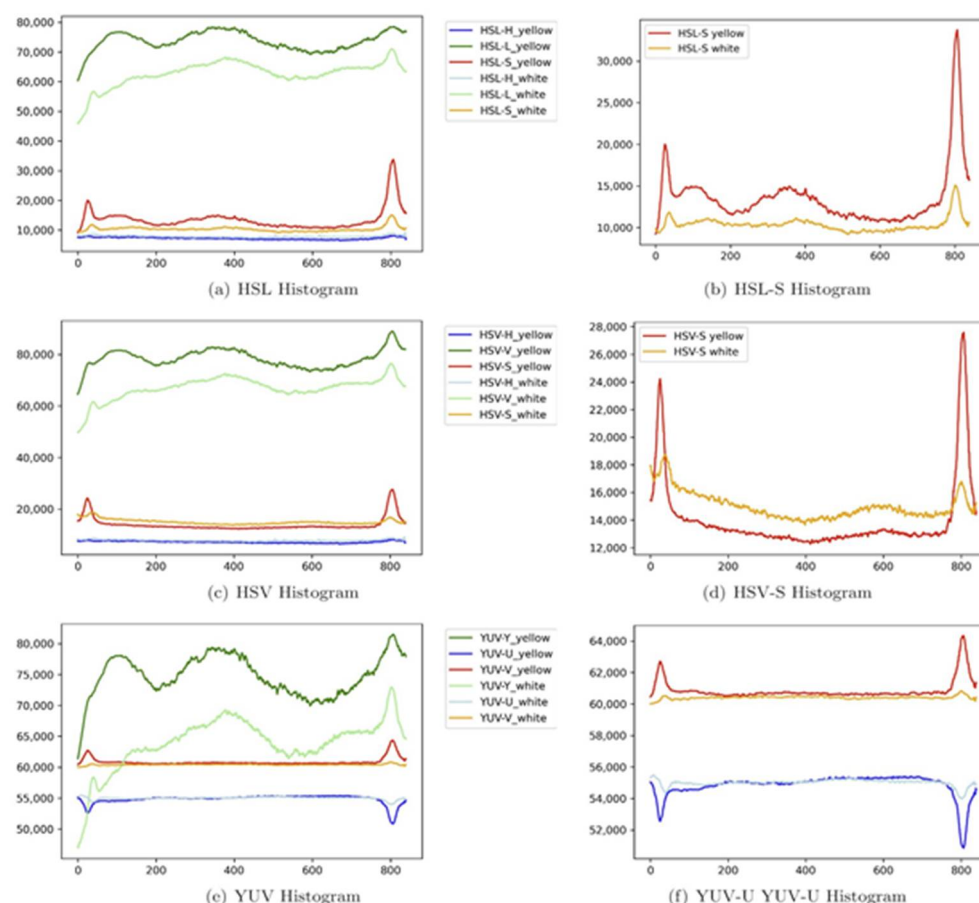 80,000
70,000
60,000
50,000
40,000
30,000
20,000
10,000
0 200 400 600 800
HSL-H_yellow
HSL-L_yellow
HSL-S_yellow
HSL-H_white
HSL-L_white
HSL-S_white
(a) HSL Histogram
HSL-S yellow
HSL-S white
30,000
25,000
20,000
15,000
10,000
0 200 400 600 800
(b) HSL-S Histogram
80,000
60,000
40,000
20,000
0 200 400 600 800
HSV-H_yellow
HSV-V_yellow
HSV-S_yellow
HSV-H_white
HSV-V_white
HSV-S_white
(c) HSV Histogram
28,000
26,000
24,000
22,000
20,000
18,000
16,000
14,000
12,000
HSV-S yellow
HSV-S white
0 200 400 600 800
(d) HSV-S Histogram
80,000
75,000
70,000
65,000
60,000
55,000
50,000
0 200 400 600 800
YUV-Y_yellow
YUV-U_yellow
YUV-V_yellow
YUV-Y_white
YUV-U_white
YUV-V_white
(e) YUV Histogram
64,000
62,000
60,000
56,000
54,000
52,000
0 200 400 600 800
(f) YUV-U YUV-U Histogram